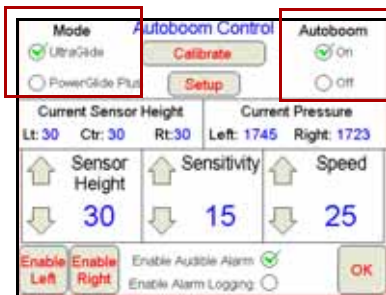 Mode
Autoboom Control
Autoboom
UltraGlide
Calibrate
On
PowerGlide Plus
Setup
Off
Current Sensor Height
Current Pressure
Lt: 30 Ctr: 30 Rt:30
Left: 1745 Right: 1723
Sensor Height
Sensitivity
Speed
30
15
25
Enable Left
Enable Right
Enable Audible Alarm
Enable Alarm Logging
OK